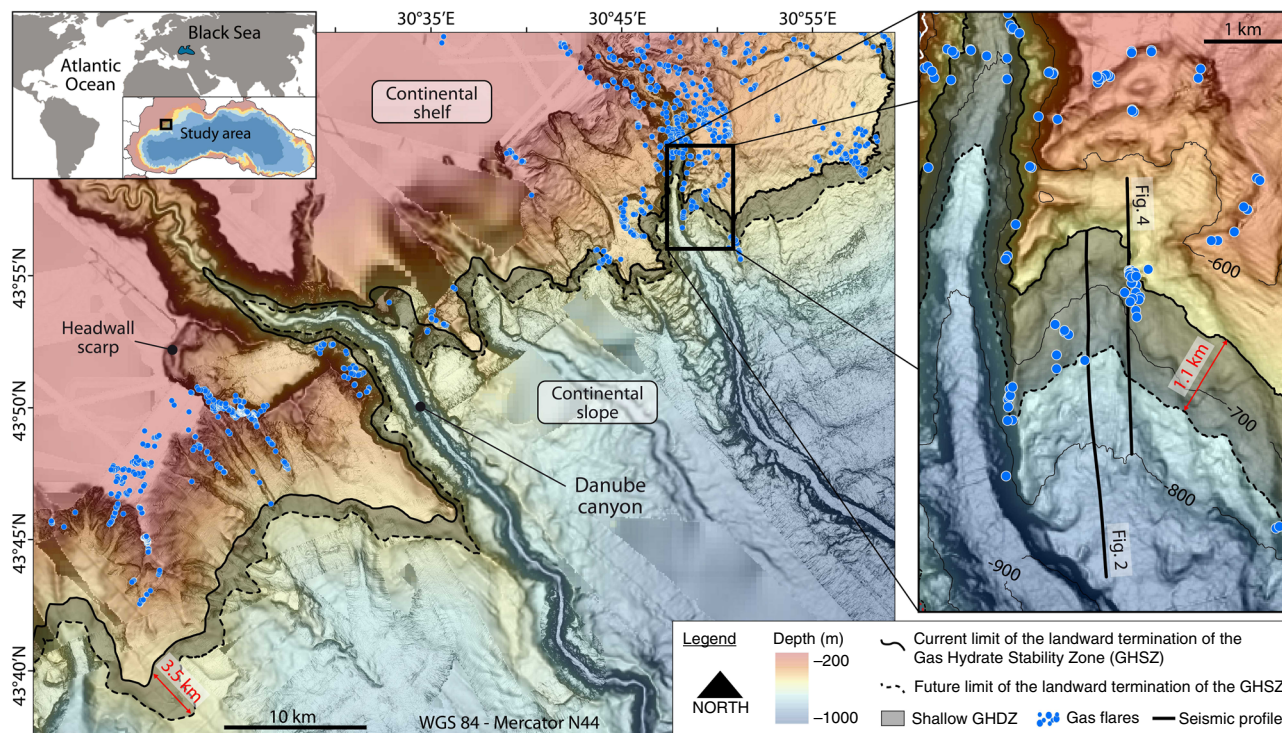 Black Sea
Atlantic
Ocean
Study area
30°35'E
30°45'E
30°55'E
43°55'N
43°50'N
43°45'N
43°40'N
Continental
shelf
Headwall
scarp
Continental
slope
Danube
canyon
3.5 km
10 km
WGS 84 - Mercator N44
1 km
Fig. 4
-600
1.1 km
-700
-800
Fig. 2
-900
Legend
NORTH
Depth (m)
–200
–1000
Current limit of the landward termination of the
Gas Hydrate Stability Zone (GHSZ)
Future limit of the landward termination of the GHSZ
Shallow GHDZ
Gas flares
Seismic profile